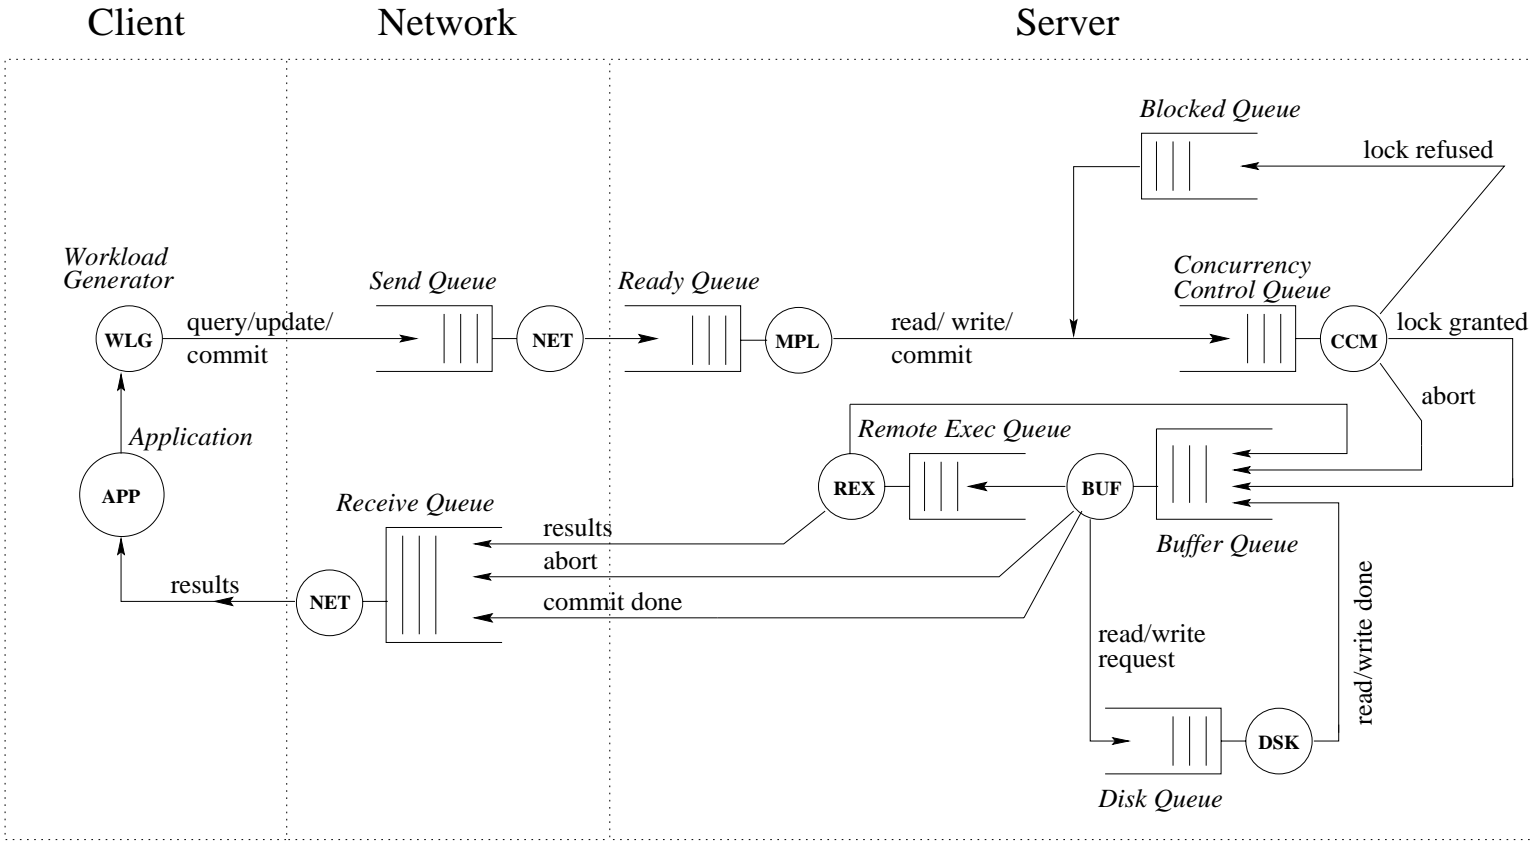 Client
Network
Server
Blocked Queue
lock refused
Workload
Generator
Send Queue
Ready Queue
Concurrency
Control Queue
WLG
query/update/
commit
NET
MPL
read/ write/
commit
CCM
lock granted
abort
Application
Remote Exec Queue
APP
Receive Queue
REX
BUF
Buffer Queue
results
abort
commit done
results
NET
read/write
request
read/write done
DSK
Disk Queue